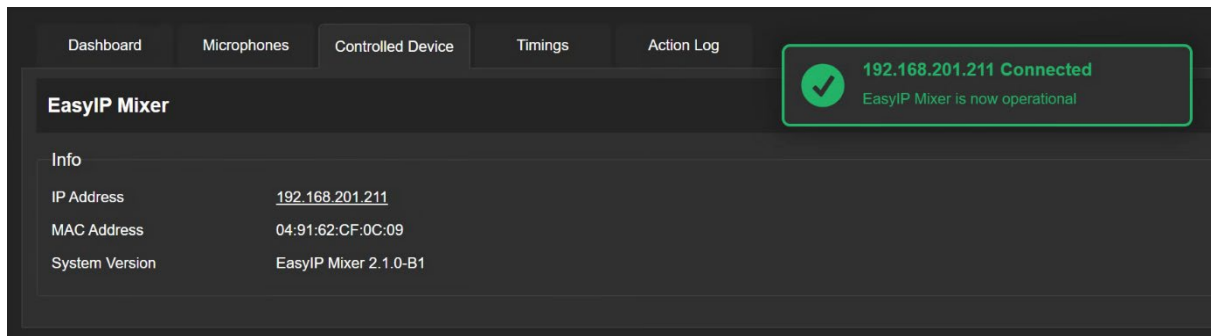 Dashboard Microphones Controlled Device Timings Action Log
192.168.201.211 Connected
EasyIP Mixer is now operational
EasyIP Mixer
Info
IP Address 192.168.201.211
MAC Address 04:91:62:CF:0C:09
System Version EasyIP Mixer 2.1.0-B1